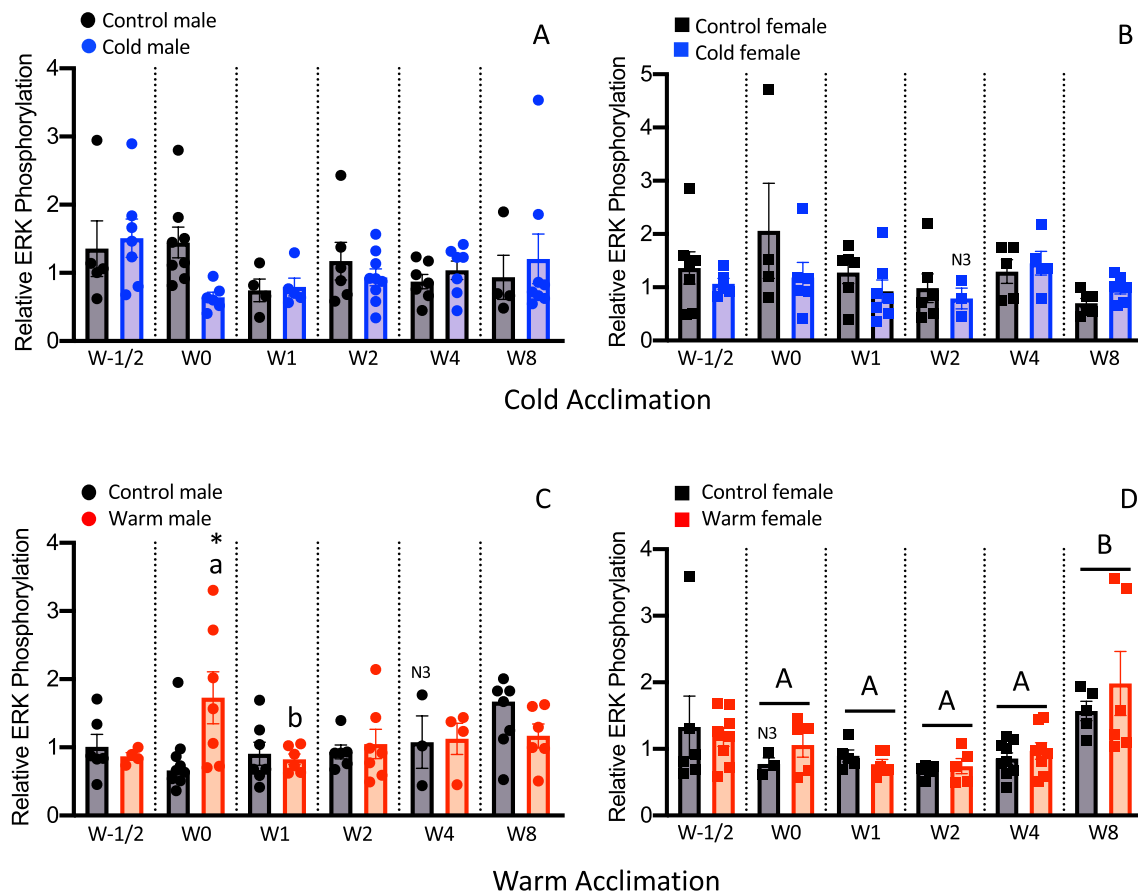 Control male
Cold male
A
Relative ERK Phosphorylation
4
3
2
1
0
W-1/2 W0 W1 W2 W4 W8
Control female
Cold female
B
Relative ERK Phosphorylation
5
4
3
2
1
0
N3
W-1/2 W0 W1 W2 W4 W8
Cold Acclimation
Control male
Warm male
C
Relative ERK Phosphorylation
4
3
2
1
0
*
a
b
N3
W-1/2 W0 W1 W2 W4 W8
Control female
Warm female
D
Relative ERK Phosphorylation
4
3
2
1
0
B
A A A A
N3
W-1/2 W0 W1 W2 W4 W8
Warm Acclimation